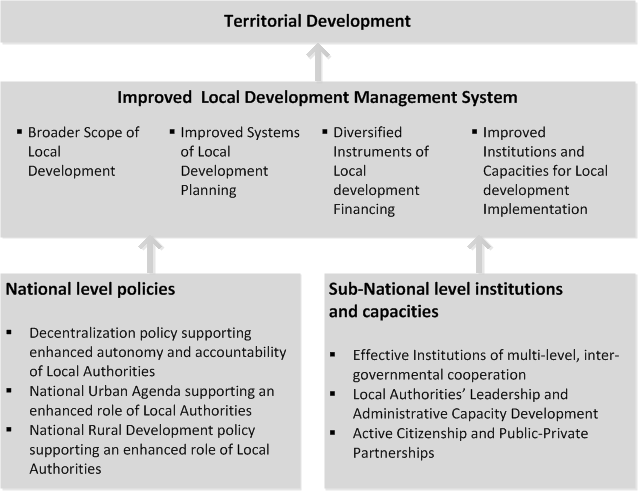 Territorial Development
Improved Local Development Management System
▪ Broader Scope of
Local
Development
▪ Improved Systems
of Local
Development
Planning
▪ Diversified
Instruments of
Local
development
Financing
▪ Improved
Institutions and
Capacities for Local
development
Implementation
National level policies
▪ Decentralization policy supporting
enhanced autonomy and accountability
of Local Authorities
▪ National Urban Agenda supporting an
enhanced role of Local Authorities
▪ National Rural Development policy
supporting an enhanced role of Local
Authorities
Sub-National level institutions
and capacities
▪ Effective Institutions of multi-level, inter-
governmental cooperation
▪ Local Authorities’ Leadership and
Administrative Capacity Development
▪ Active Citizenship and Public-Private
Partnerships